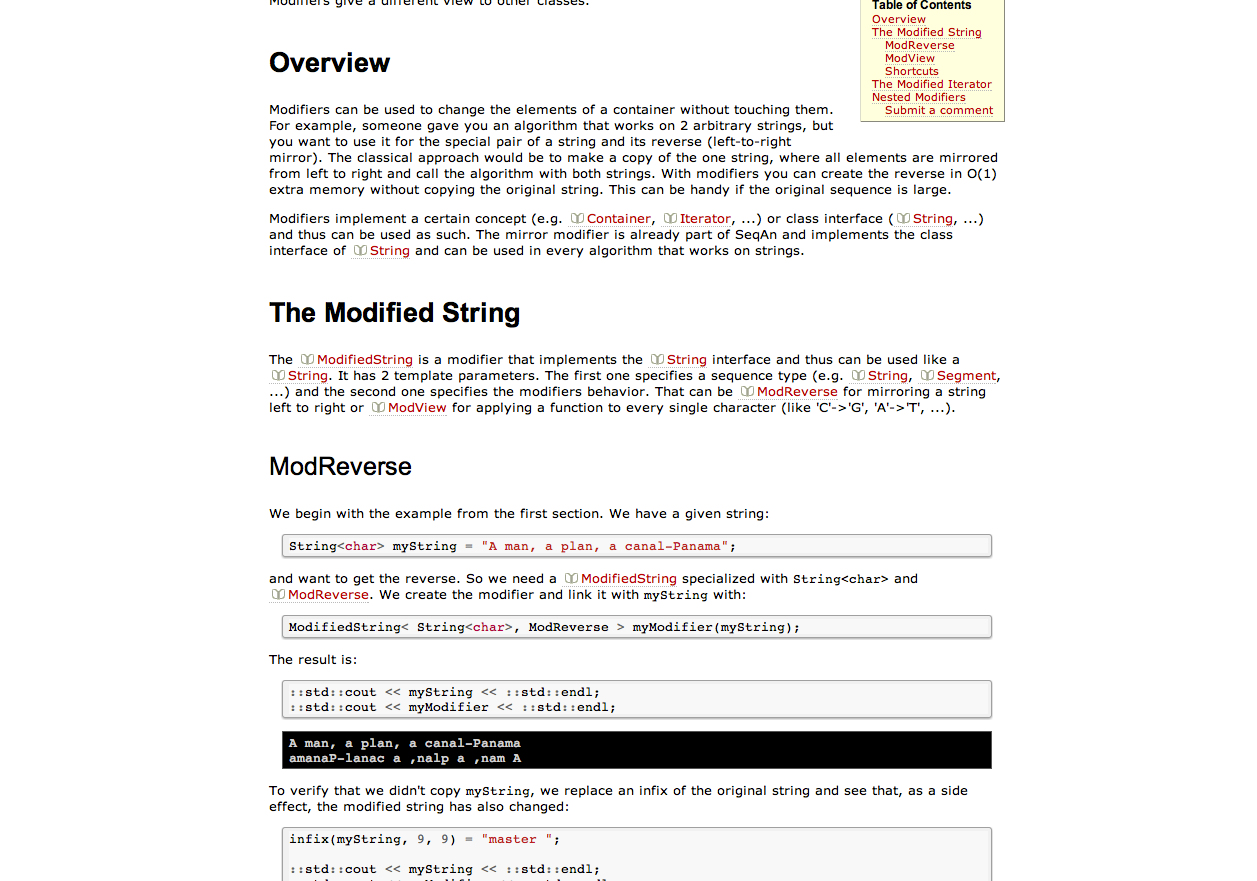 Modifiers give a different view to other classes.
Table of Contents
Overview
The Modified String
ModReverse
ModView
Shortcuts
The Modified Iterator
Nested Modifiers
Submit a comment
Overview
Modifiers can be used to change the elements of a container without touching them.
For example, someone gave you an algorithm that works on 2 arbitrary strings, but
you want to use it for the special pair of a string and its reverse (left-to-right
mirror). The classical approach would be to make a copy of the one string, where all elements are mirrored
from left to right and call the algorithm with both strings. With modifiers you can create the reverse in O(1)
extra memory without copying the original string. This can be handy if the original sequence is large.
Modifiers implement a certain concept (e.g. Container, Iterator, ...) or class interface (String, ...)
and thus can be used as such. The mirror modifier is already part of SeqAn and implements the class
interface of String and can be used in every algorithm that works on strings.
The Modified String
The ModifiedString is a modifier that implements the String interface and thus can be used like a
String. It has 2 template parameters. The first one specifies a sequence type (e.g. String, Segment,
...) and the second one specifies the modifiers behavior. That can be ModReverse for mirroring a string
left to right or ModView for applying a function to every single character (like 'C'->'G', 'A'->'T', ...).
ModReverse
We begin with the example from the first section. We have a given string:
String<char> myString = "A man, a plan, a canal-Panama";
and want to get the reverse. So we need a ModifiedString specialized with String<char> and
ModReverse. We create the modifier and link it with myString with:
ModifiedString< String<char>, ModReverse > myModifier(myString);
The result is:
::std::cout << myString << ::std::endl;
::std::cout << myModifier << ::std::endl;
A man, a plan, a canal-Panama
amanaP-lanac a ,nalp a ,nam A
To verify that we didn't copy myString, we replace an infix of the original string and see that, as a side
effect, the modified string has also changed:
infix(myString, 9, 9) = "master ";
::std::cout << myString << ::std::endl;